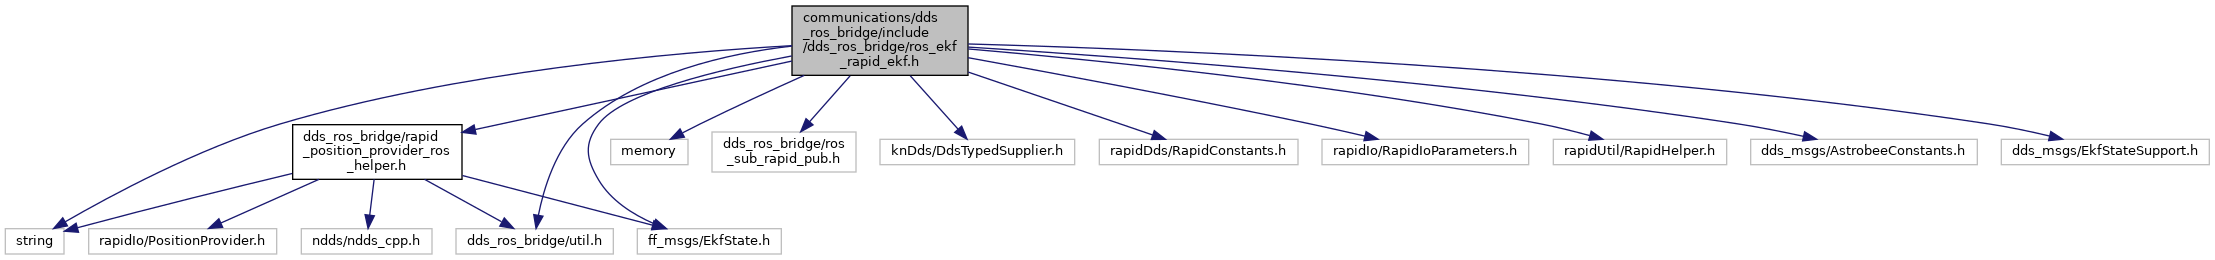 communications/dds
_ros_bridge/include
/dds_ros_bridge/ros_ekf
_rapid_ekf.h
dds_ros_bridge/rapid
_position_provider_ros
_helper.h
memory
dds_ros_bridge/ros
_sub_rapid_pub.h
knDds/DdsTypedSupplier.h
rapidDds/RapidConstants.h
rapidIo/RapidIoParameters.h
rapidUtil/RapidHelper.h
dds_msgs/AstrobeeConstants.h
dds_msgs/EkfStateSupport.h
string
rapidIo/PositionProvider.h
ndds/ndds_cpp.h
dds_ros_bridge/util.h
ff_msgs/EkfState.h